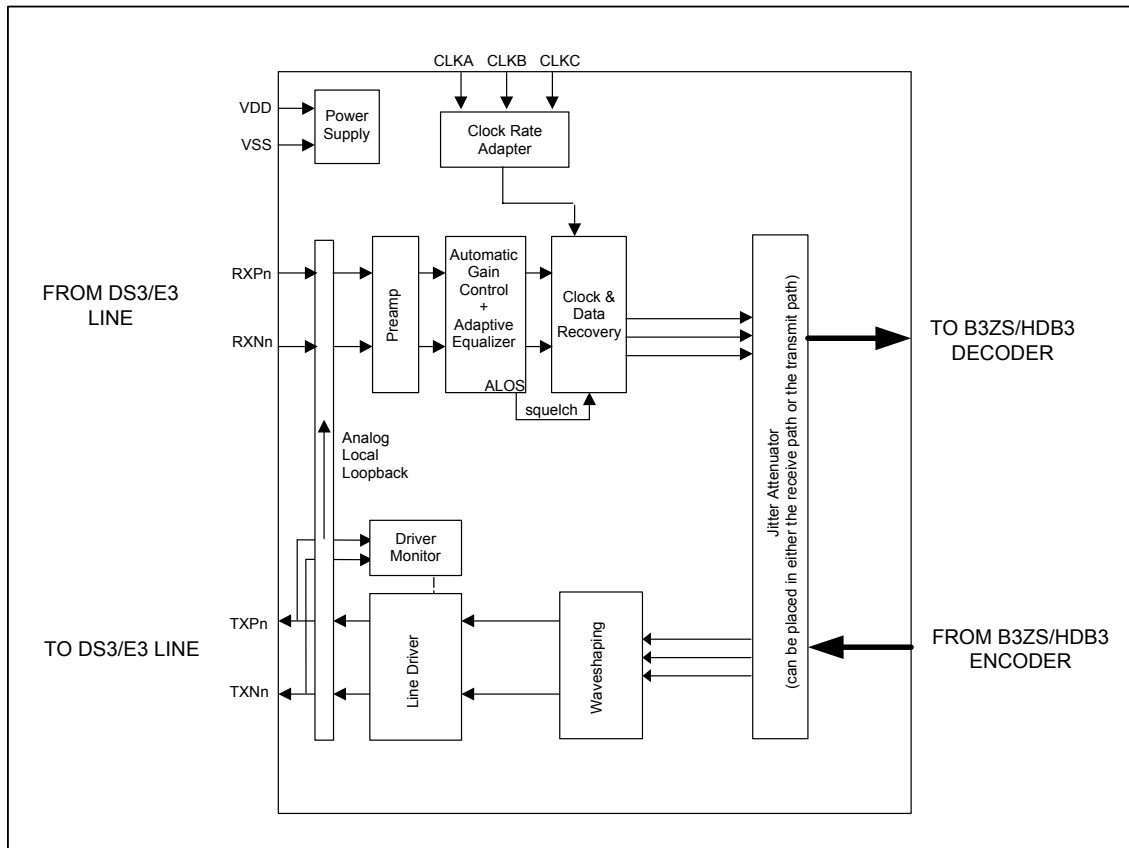 CLKA CLKB CLKC
VDD
VSS
Power
Supply
Clock Rate
Adapter
FROM DS3/E3
LINE
RXPn
RXNn
Preamp
Automatic
Gain
Control
+
Adaptive
Equalizer
ALOS
squelch
Clock &
Data
Recovery
Jitter Attenuator
(can be placed in either the receive path or the transmit path)
TO B3ZS/HDB3
DECODER
Analog
Local
Loopback
Driver
Monitor
TO DS3/E3 LINE
TXPn
TXNn
Line Driver
Waveshaping
FROM B3ZS/HDB3
ENCODER